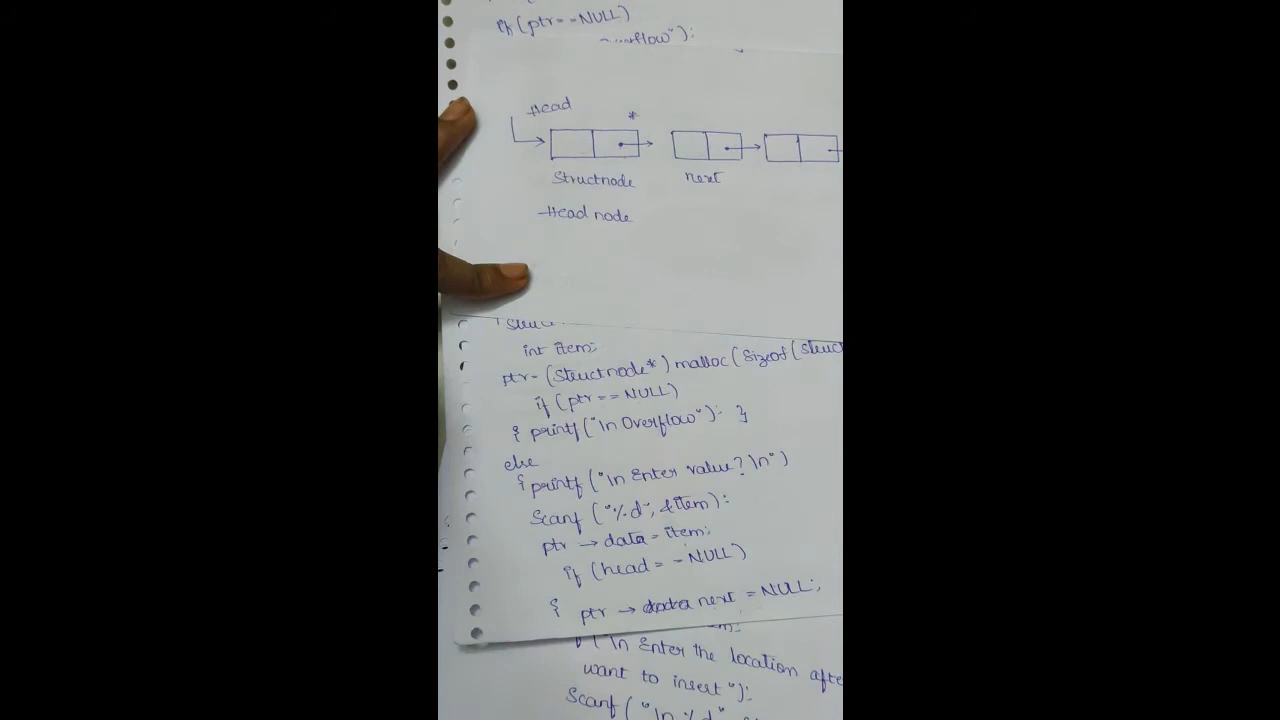 if (ptr = = NULL)
flow"):
Head
*
Structnode
next
Head node
int item;
ptr = (Structnode*) malloc (Sizeof (Struct
if (ptr = = NULL)
{ printf ("\n Overflow"): }
else
{ printf ("\n Enter value? \n")
Scanf ("%d", &item):
ptr → data = item;
if (head = = NULL)
{ ptr → next = NULL;
("\n Enter the location afte
want to insert"):
Scanf ("\n %d"